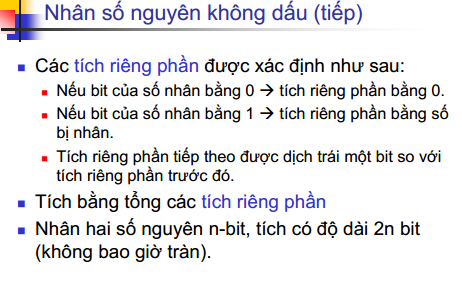 Nhân số nguyên không dấu (tiếp)
Các tích riêng phần được xác định như sau:
Nếu bit của số nhân bằng 0 → tích riêng phần bằng 0.
Nếu bit của số nhân bằng 1 → tích riêng phần bằng số
bị nhân.
Tích riêng phần tiếp theo được dịch trái một bit so với
tích riêng phần trước đó.
Tích bằng tổng các tích riêng phần
Nhân hai số nguyên n-bit, tích có độ dài 2n bit
(không bao giờ tràn).